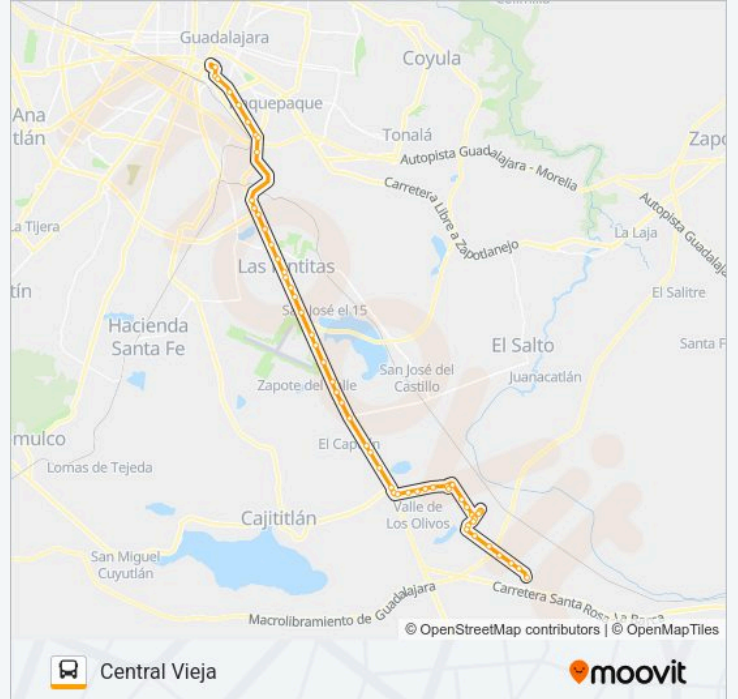 Guadalajara
Coyula
Ana
tlán
Tonalá
Autopista Guadalajara - Morelia
Zap
Carretera Libre a Zapotlanejo
Autopista Guadalaja
La Tijera
La Laja
Las Pintitas
tín
El Salitre
San José el 15
Hacienda
Santa Fe
El Salto
Santa F
San José del
Castillo
Juanacatlán
Zapote del Valle
mulco
El Capulín
Lomas de Tejeda
Valle de
Los Olivos
Cajititlán
San Miguel
Cuyutlán
Carretera Santa Rosa La Barca
Macrolibramiento de Guadalajara
© OpenStreetMap contributors | © OpenMapTiles
Central Vieja
moovit